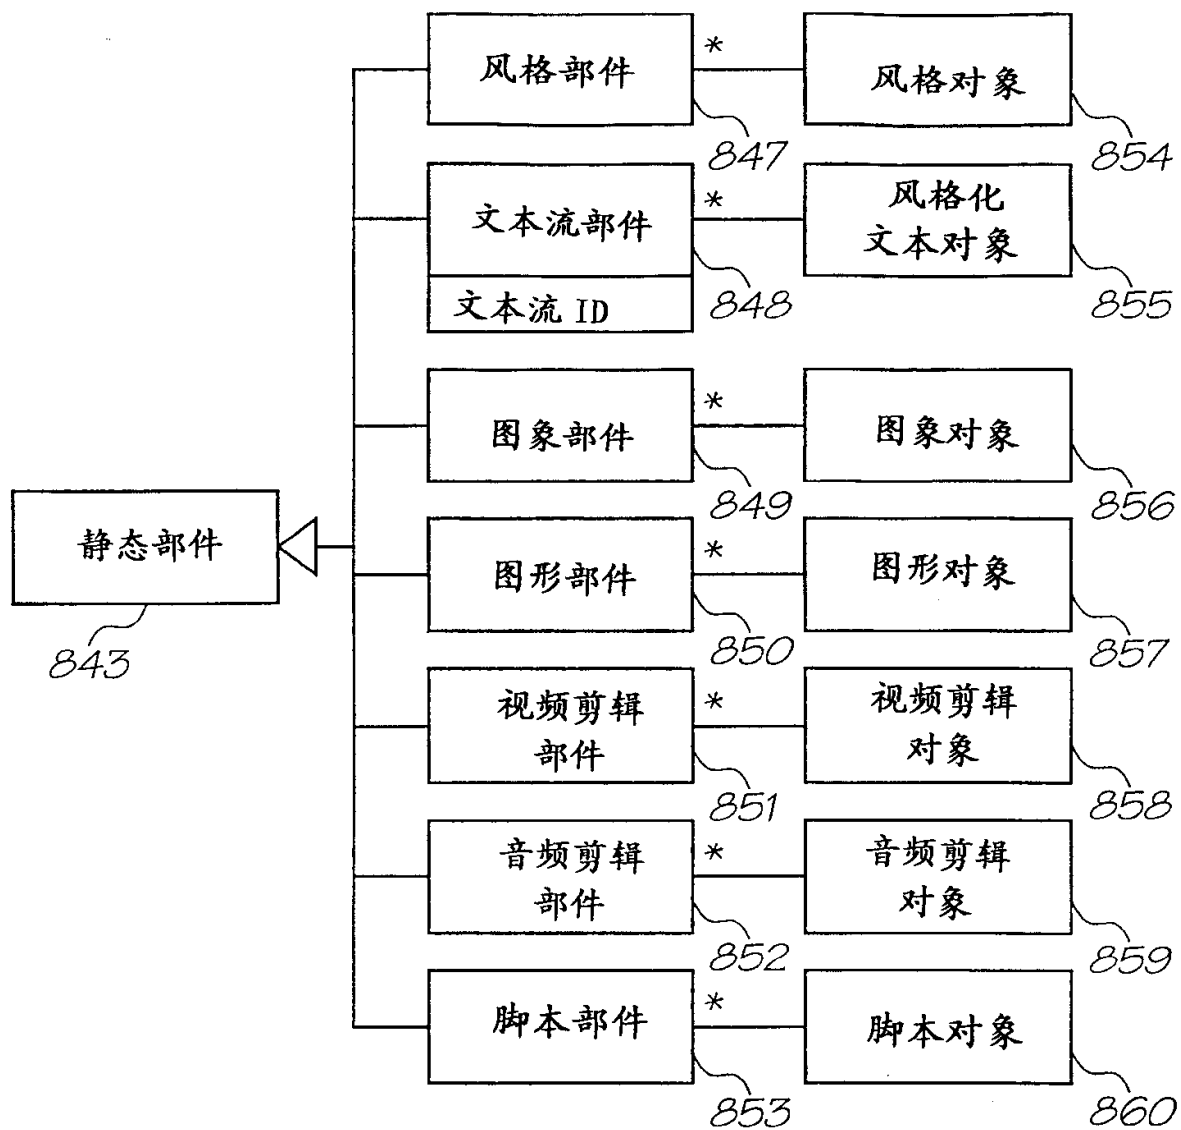 风格部件
*
风格对象
847
854
文本流部件
*
风格化
文本对象
848
855
文本流 ID
图象部件
*
图象对象
849
856
静态部件
843
图形部件
*
图形对象
850
857
视频剪辑
部件
*
视频剪辑
对象
851
858
音频剪辑
部件
*
音频剪辑
对象
852
859
脚本部件
*
脚本对象
853
860